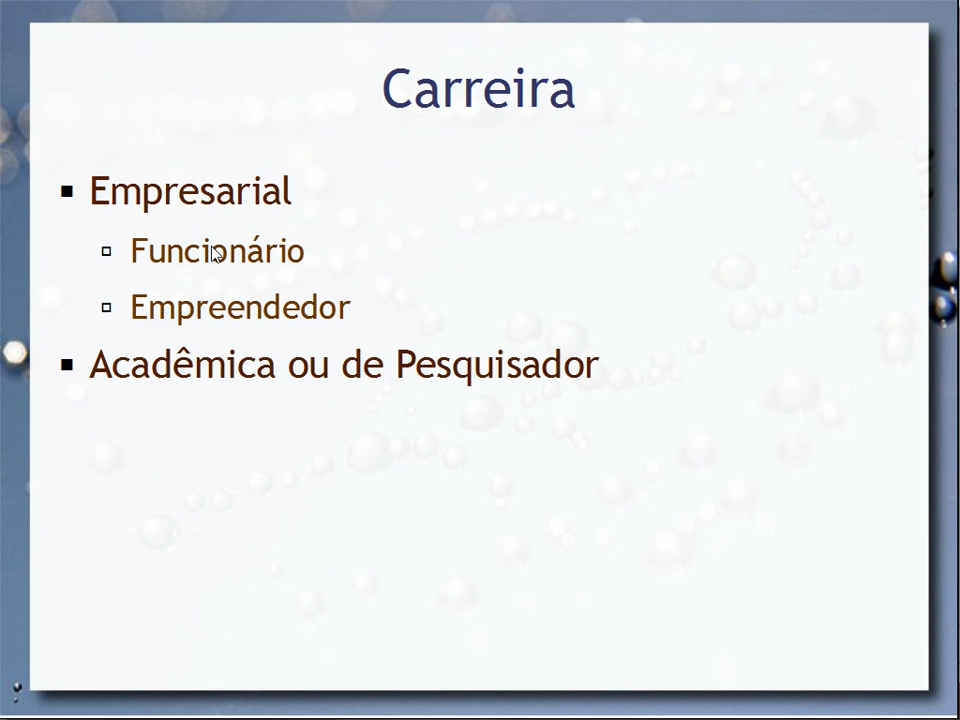 Carreira
Empresarial
Funcionário
Empreendedor
Acadêmica ou de Pesquisador